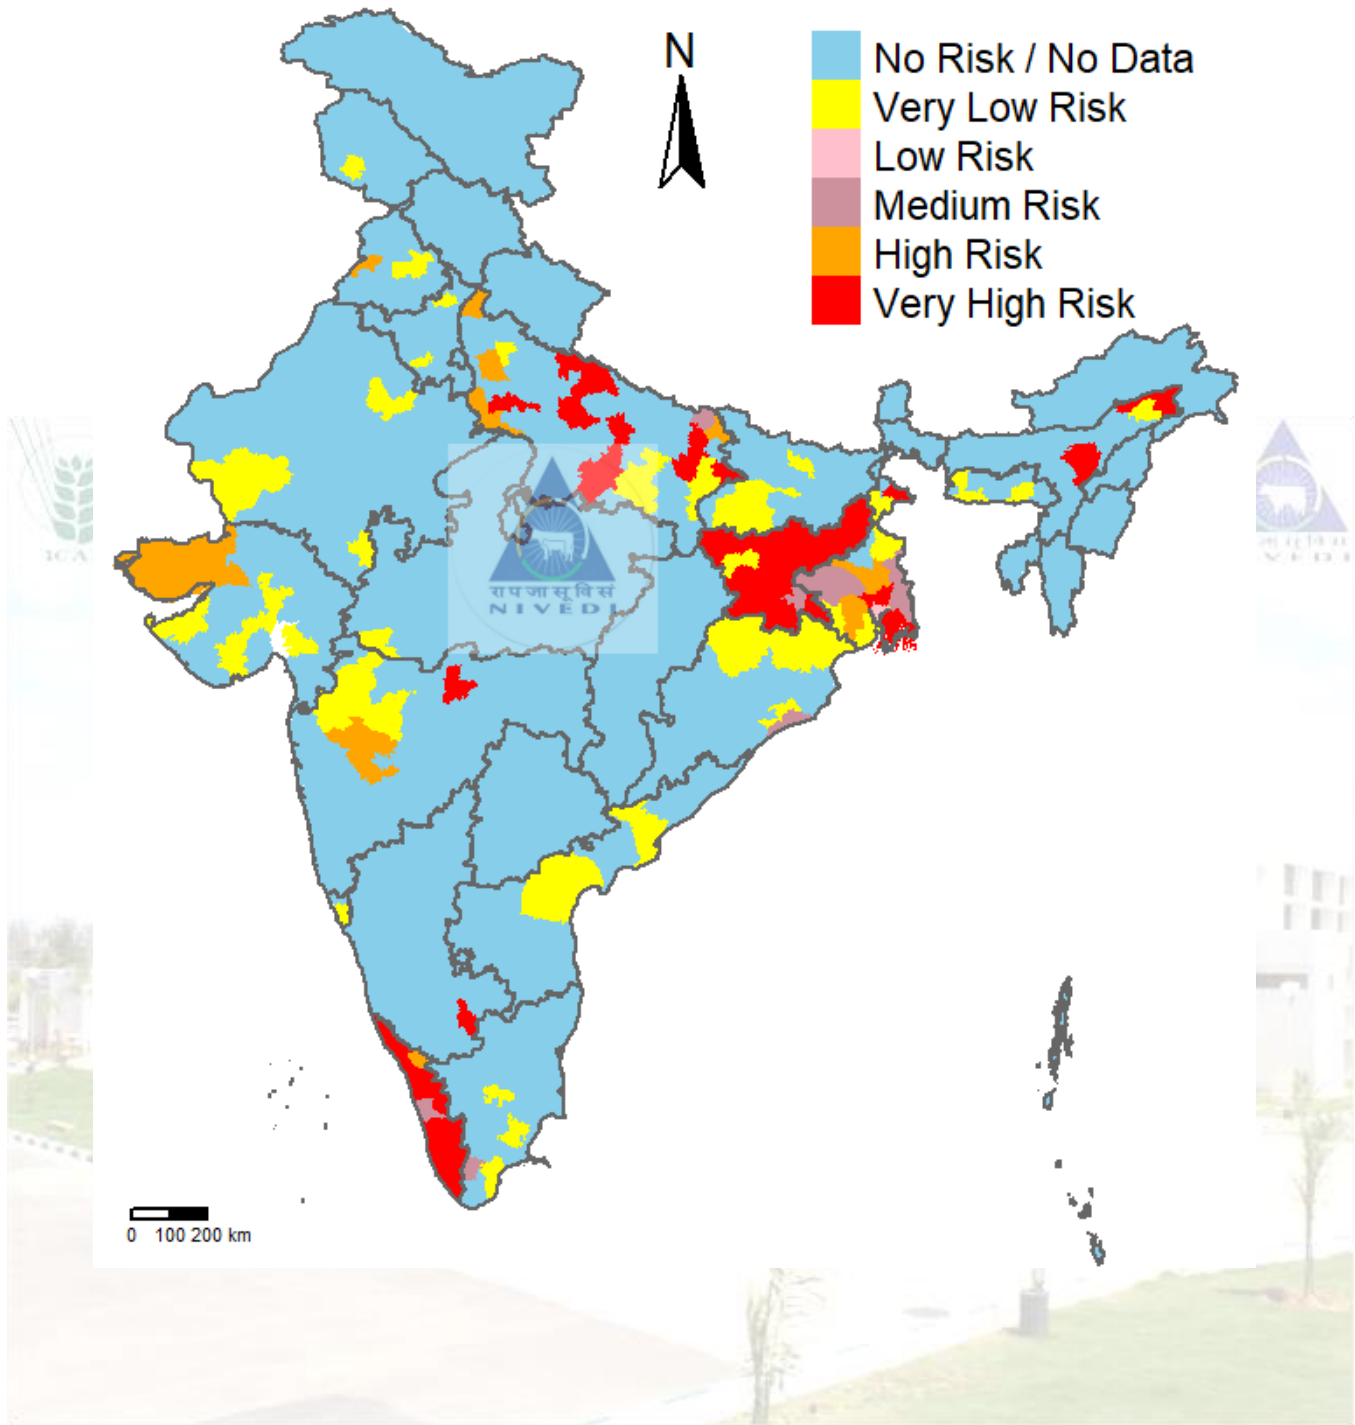 N
No Risk / No Data
Very Low Risk
Low Risk
Medium Risk
High Risk
Very High Risk
राप जा सू वि सं
NIVEDI
0 100 200 km